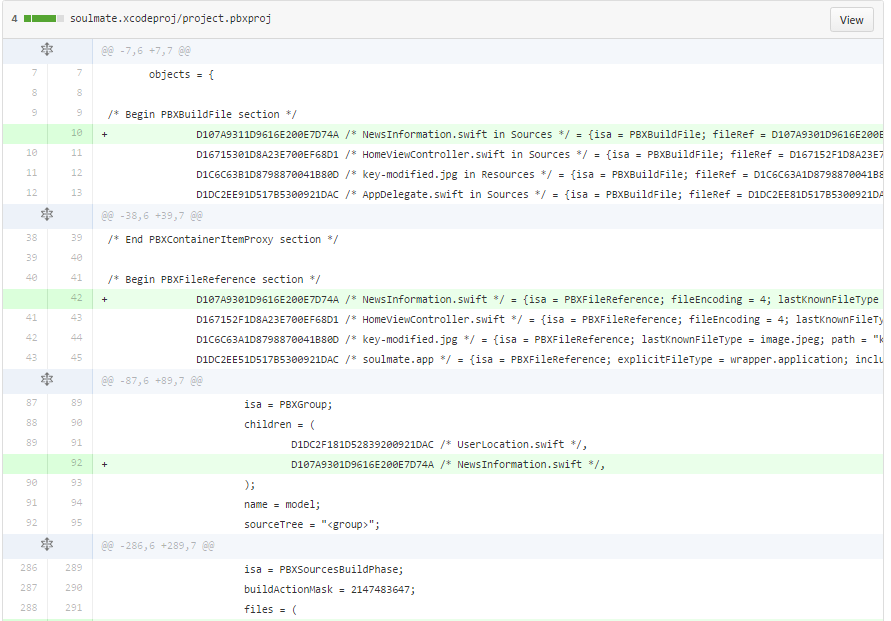 4 soulmate.xcodeproj/project.pbxproj View
@@ -7,6 +7,7 @@
7 7 objects = {
8 8
9 9 /* Begin PBXBuildFile section */
10 + D107A9311D9616E200E7D74A /* NewsInformation.swift in Sources */ = {isa = PBXBuildFile; fileRef = D107A9301D9616E200E
10 11 D16715301D8A23E700EF68D1 /* HomeViewController.swift in Sources */ = {isa = PBXBuildFile; fileRef = D167152F1D8A23E7
11 12 D1C6C63B1D8798870041B80D /* key-modified.jpg in Resources */ = {isa = PBXBuildFile; fileRef = D1C6C63A1D8798870041B8
12 13 D1DC2EE91D517B5300921DAC /* AppDelegate.swift in Sources */ = {isa = PBXBuildFile; fileRef = D1DC2EE81D517B5300921DA
@@ -38,6 +39,7 @@
38 39 /* End PBXContainerItemProxy section */
39 40
40 41 /* Begin PBXFileReference section */
42 + D107A9301D9616E200E7D74A /* NewsInformation.swift */ = {isa = PBXFileReference; fileEncoding = 4; lastKnownFileType
41 43 D167152F1D8A23E700EF68D1 /* HomeViewController.swift */ = {isa = PBXFileReference; fileEncoding = 4; lastKnownFileTy
42 44 D1C6C63A1D8798870041B80D /* key-modified.jpg */ = {isa = PBXFileReference; lastKnownFileType = image.jpeg; path = "k
43 45 D1DC2EE51D517B5300921DAC /* soulmate.app */ = {isa = PBXFileReference; explicitFileType = wrapper.application; inclu
@@ -87,6 +89,7 @@
87 89 isa = PBXGroup;
88 90 children = (
89 91 D1DC2F181D52839200921DAC /* UserLocation.swift */,
92 + D107A9301D9616E200E7D74A /* NewsInformation.swift */,
90 93 );
91 94 name = model;
92 95 sourceTree = "<group>";
@@ -286,6 +289,7 @@
286 289 isa = PBXSourcesBuildPhase;
287 290 buildActionMask = 2147483647;
288 291 files = (